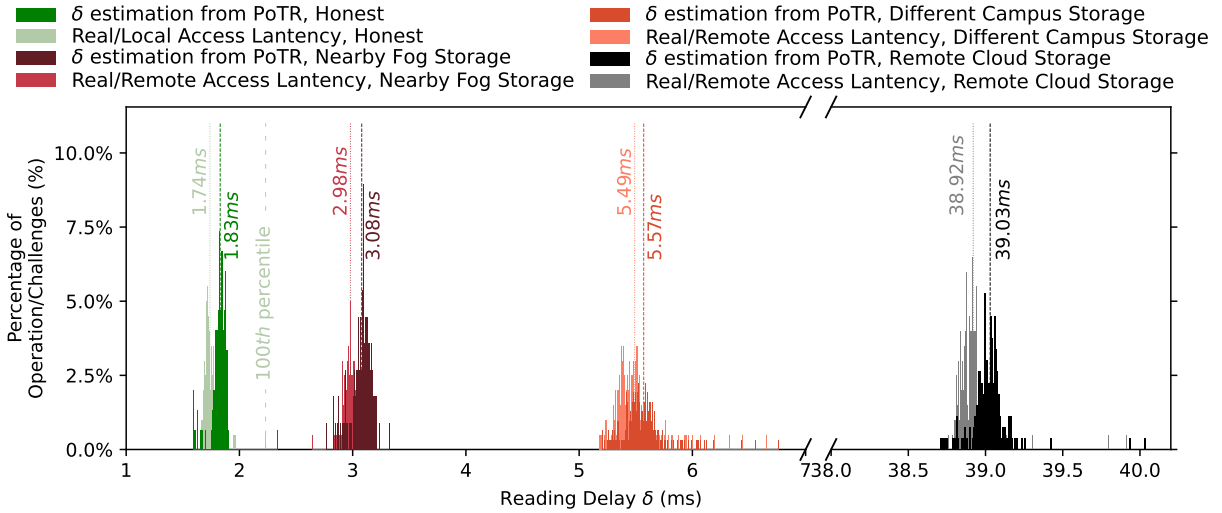 δ estimation from PoTR, Honest
Real/Local Access Lantency, Honest
δ estimation from PoTR, Nearby Fog Storage
Real/Remote Access Lantency, Nearby Fog Storage
δ estimation from PoTR, Different Campus Storage
Real/Remote Access Lantency, Different Campus Storage
δ estimation from PoTR, Remote Cloud Storage
Real/Remote Access Lantency, Remote Cloud Storage
Percentage of
Operation/Challenges (%)
10.0%
7.5%
5.0%
2.5%
0.0%
1.74ms
1.83ms
100th percentile
2.98ms
3.08ms
5.49ms
5.57ms
38.92ms
39.03ms
1 2 3 4 5 6 7 38.0 38.5 39.0 39.5 40.0
Reading Delay δ (ms)